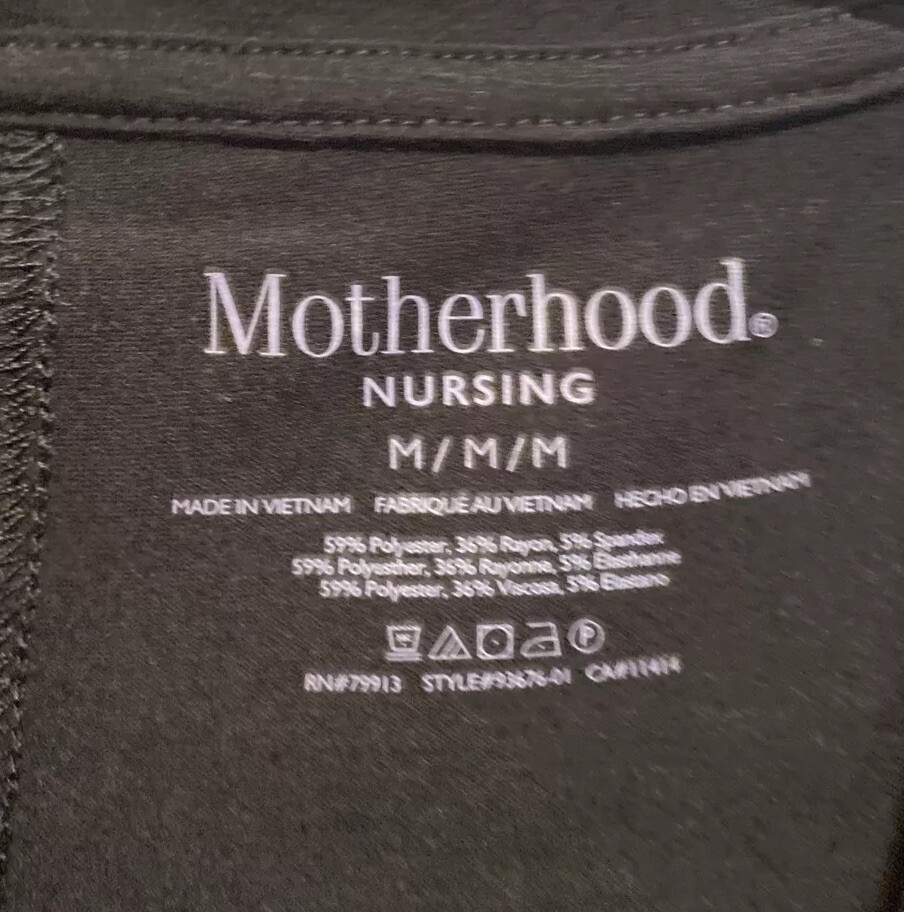 Motherhood®
NURSING
M/M/M
MADE IN VIETNAM FABRIQUÉ AU VIETNAM HECHO EN VIETNAM
59% Polyester, 36% Rayon, 5% Spandex
59% Polyesther, 36% Rayonne, 5% Elasthanne
59% Polyester, 36% Viscosa, 5% Elastano
P
RN#79913 STYLE#93676-01 CA#11414